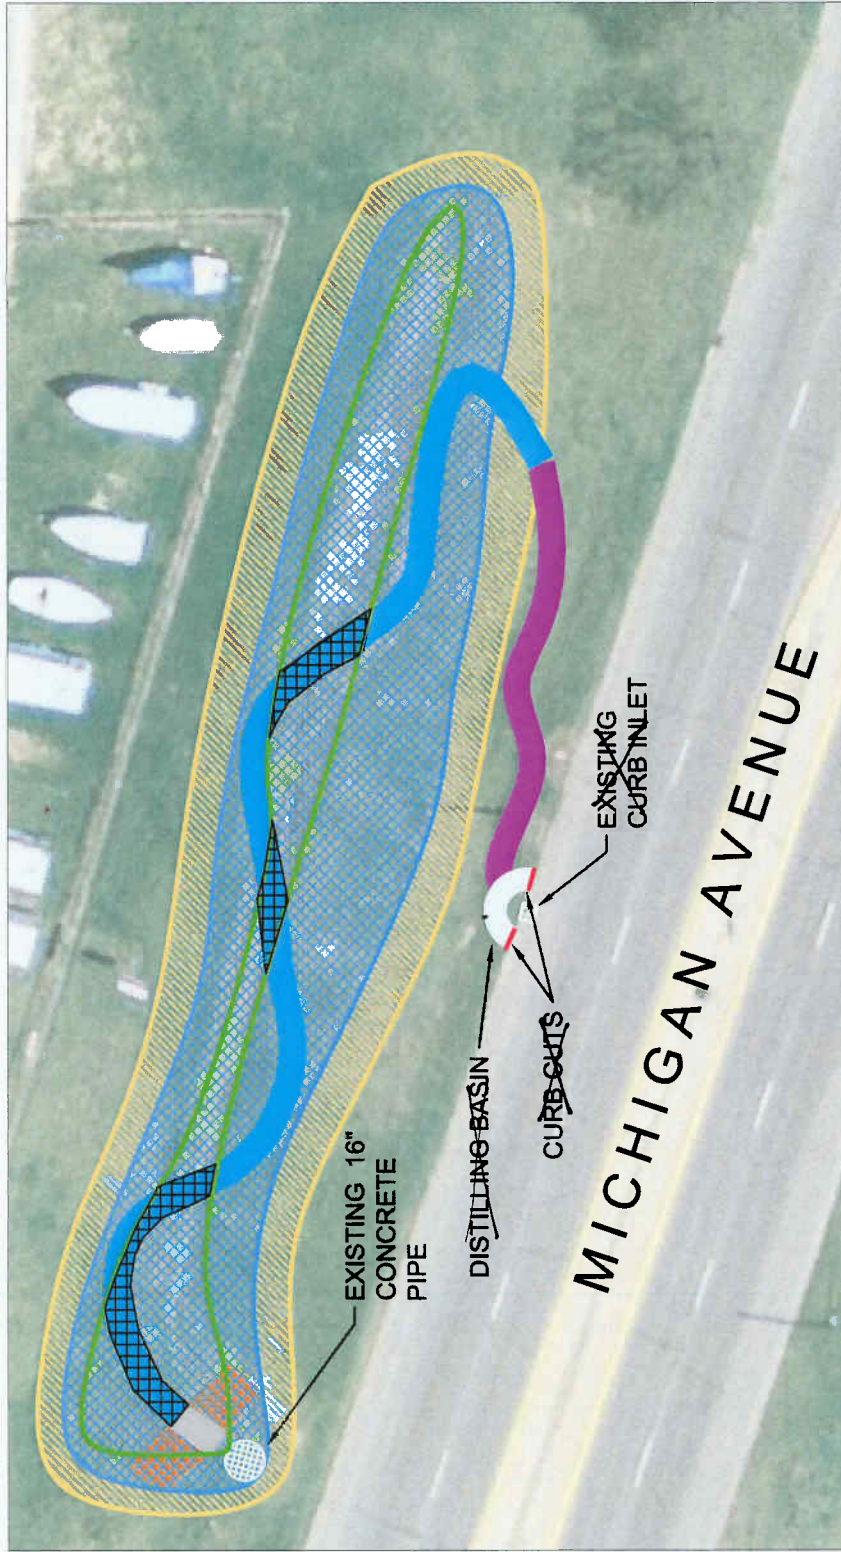 EXISTING 16"
CONCRETE
PIPE
DISTILLING BASIN
CURB CUTS
EXISTING
CURB INLET
MICHIGAN AVENUE